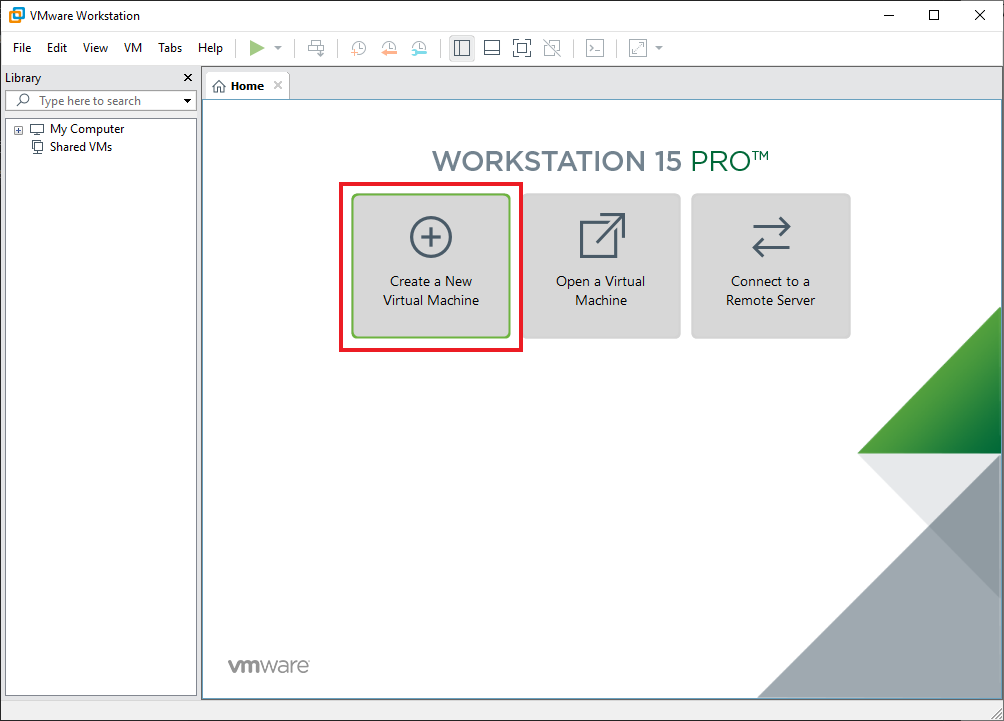 VMware Workstation
File Edit View VM Tabs Help
Library
Type here to search
My Computer
Shared VMs
Home
WORKSTATION 15 PRO™
Create a New
Virtual Machine
Open a Virtual
Machine
Connect to a
Remote Server
vmware